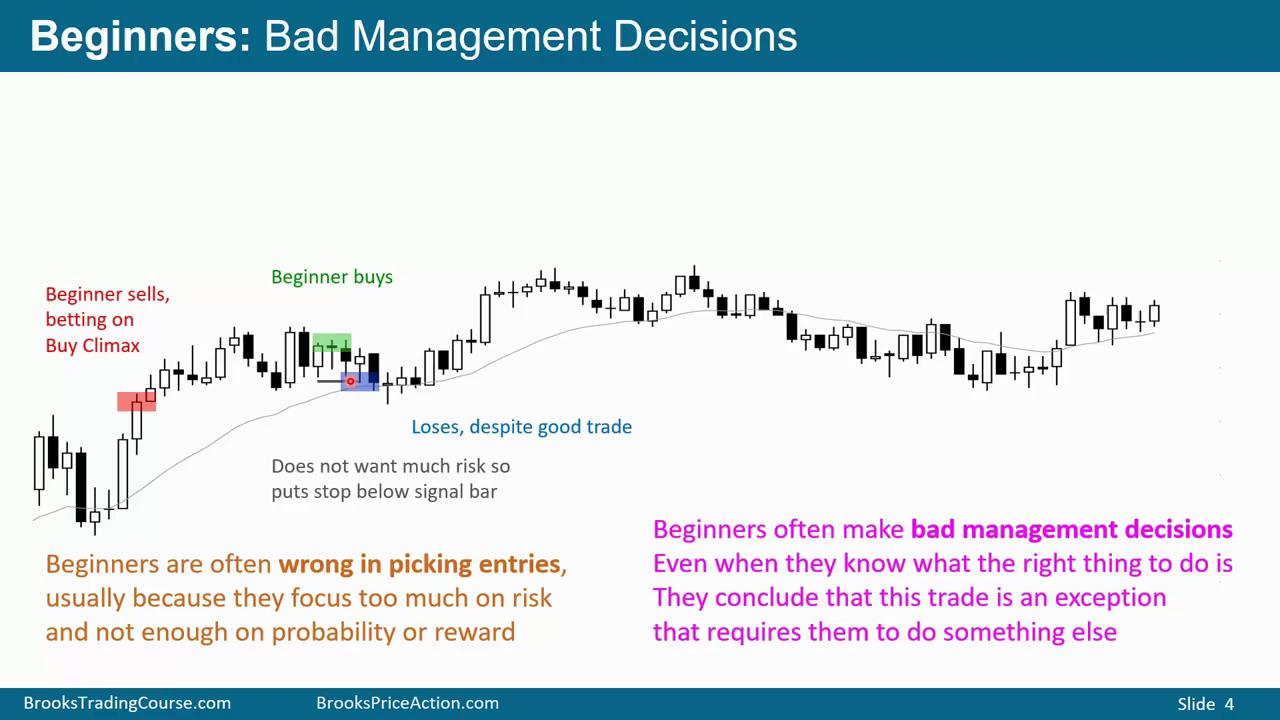 Beginners: Bad Management Decisions
Beginner buys
Beginner sells,
betting on
Buy Climax
Loses, despite good trade
Does not want much risk so
puts stop below signal bar
Beginners are often wrong in picking entries,
usually because they focus too much on risk
and not enough on probability or reward
Beginners often make bad management decisions
Even when they know what the right thing to do is
They conclude that this trade is an exception
that requires them to do something else
BrooksTradingCourse.com
BrooksPriceAction.com
Slide 4